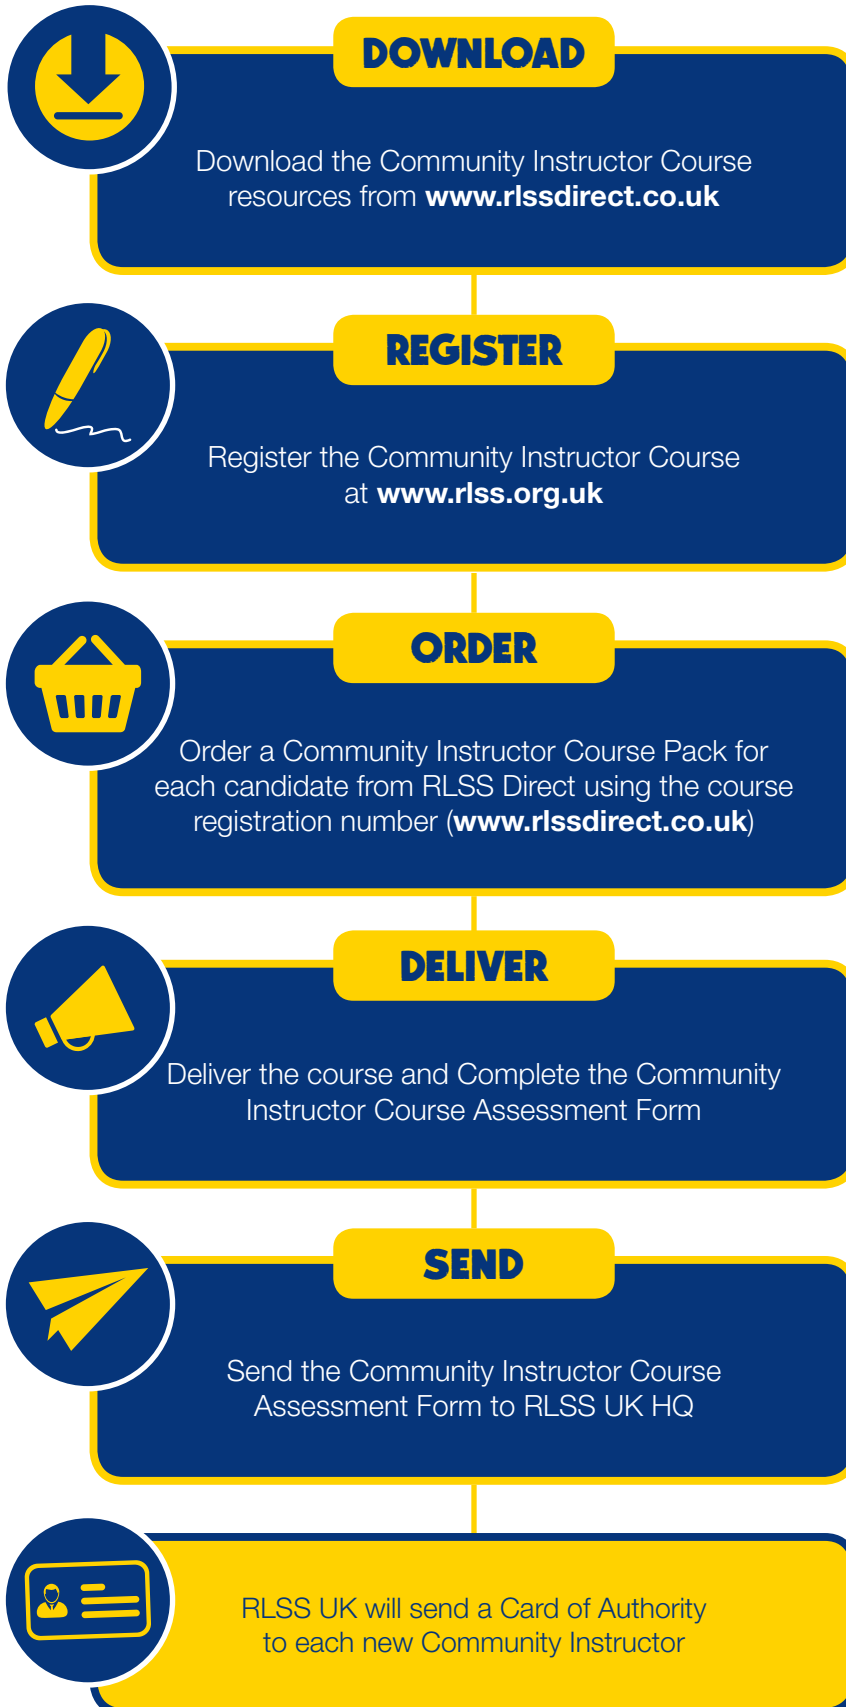 DOWNLOAD
Download the Community Instructor Course
resources from www.rlssdirect.co.uk
REGISTER
Register the Community Instructor Course
at www.rlss.org.uk
ORDER
Order a Community Instructor Course Pack for
each candidate from RLSS Direct using the course
registration number (www.rlssdirect.co.uk)
DELIVER
Deliver the course and Complete the Community
Instructor Course Assessment Form
SEND
Send the Community Instructor Course
Assessment Form to RLSS UK HQ
RLSS UK will send a Card of Authority
to each new Community Instructor